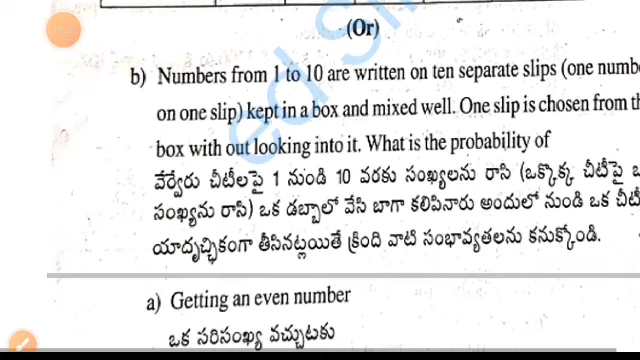 (Or)
b) Numbers from 1 to 10 are written on ten separate slips (one numbe
on one slip) kept in a box and mixed well. One slip is chosen from th
box with out looking into it. What is the probability of
వేర్వేరు చీటీలపై 1 నుండి 10 వరకు సంఖ్యలను రాసి (ఒక్కొక్క చీటీపై ఒ
సంఖ్యను రాసి) ఒక డబ్బాలో వేసి బాగా కలిపినారు అందులో నుండి ఒక చీటీ
యాదృచ్ఛికంగా తీసినట్లయితే క్రింది వాటి సంభావ్యతలను కనుక్కోండి.
a) Getting an even number
ఒక సరిసంఖ్య వచ్చుటకు